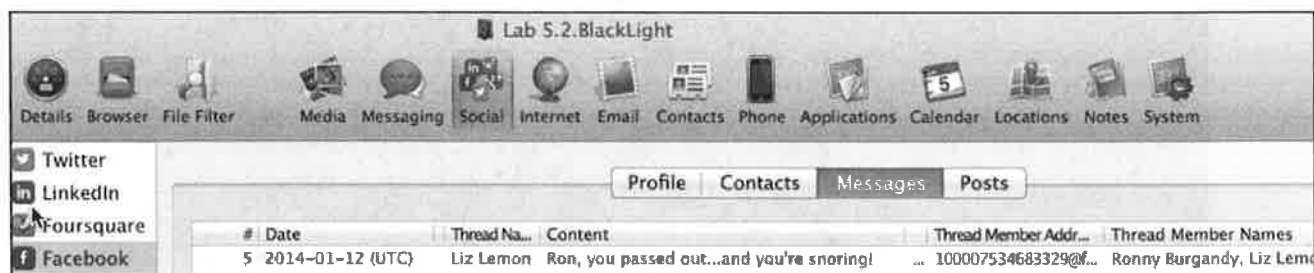 Lab 5.2.BlackLight
Details Browser File Filter Media Messaging Social Internet Email Contacts Phone Applications Calendar Locations Notes System
5
Twitter
LinkedIn
Foursquare
Facebook
Profile Contacts Messages Posts
# Date Thread Na... Content Thread Member Addr... Thread Member Names
5 2014-01-12 (UTC) Liz Lemon Ron, you passed out...and you're snoring! ... 100007534683329@f... Ronny Burgandy, Liz Lem